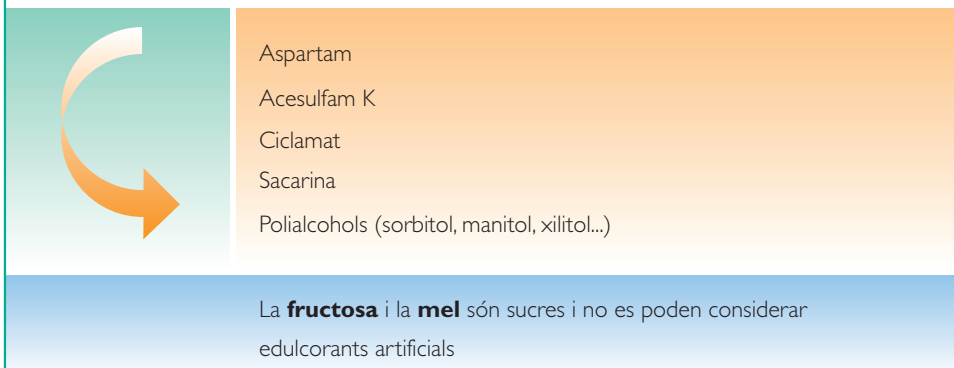 Aspartam
Acesulfam K
Ciclamat
Sacarina
Polialcohols (sorbitol, manitol, xilitol...)
La fructosa i la mel són sucres i no es poden considerar
edulcorants artificials